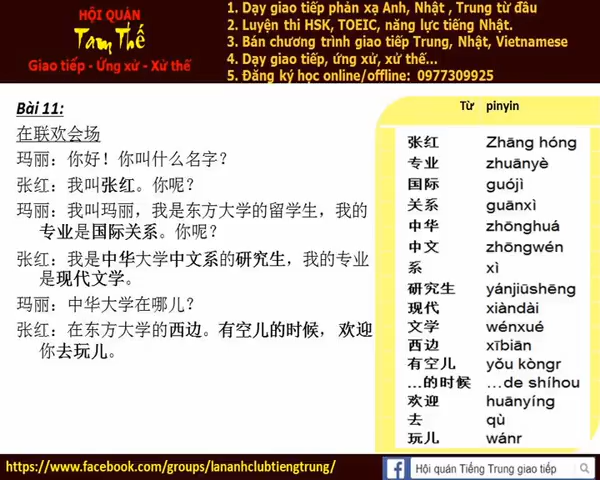 HỘI QUÁN
Tam Thế
Giao tiếp - Ứng xử - Xử thế
1. Dạy giao tiếp phản xạ Anh, Nhật , Trung từ đầu
2. Luyện thi HSK, TOEIC, năng lực tiếng Nhật.
3. Bán chương trình giao tiếp Trung, Nhật, Vietnamese
4. Dạy giao tiếp, ứng xử, xử thế...
5. Đăng ký học online/offline: 0977309925
Bài 11:
在联欢会场
玛丽：你好！你叫什么名字？
张红：我叫张红。你呢？
玛丽：我叫玛丽，我是东方大学的留学生，我的
专业是国际关系。你呢？
张红：我是中华大学中文系的研究生，我的专业
是现代文学。
玛丽：中华大学在哪儿？
张红：在东方大学的西边。有空儿的时候，欢迎
你去玩儿。
Từ pinyin
张红 Zhāng hóng
专业 zhuānyè
国际 guójì
关系 guānxì
中华 zhōnghuá
中文 zhōngwén
系 xì
研究生 yánjiūshēng
现代 xiàndài
文学 wénxué
西边 xībiān
有空儿 yǒu kòngr
...的时候 ...de shíhou
欢迎 huānyíng
去 qù
玩儿 wánr
https://www.facebook.com/groups/lananhclubtiengtrung/
f Hội quán Tiếng Trung giao tiếp